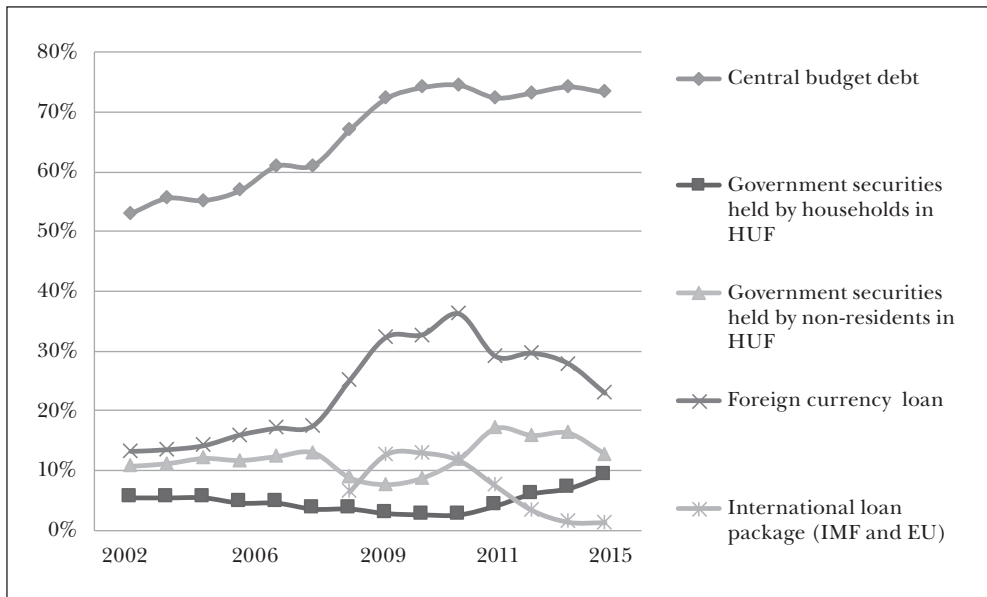 80%
70%
60%
50%
40%
30%
20%
10%
0%
2002 2006 2009 2011 2015
Central budget debt
Government securities
held by households in
HUF
Government securities
held by non-residents in
HUF
Foreign currency loan
International loan
package (IMF and EU)